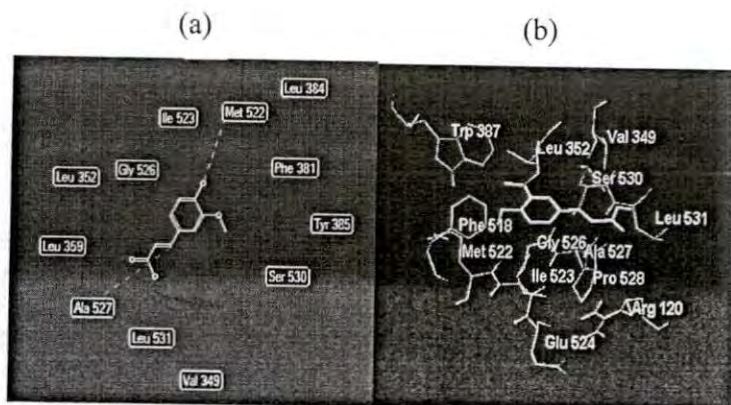 (a)
(b)
Leu 384
Ile 523
Met 522
Gly 526
Phe 381
Leu 352
Tyr 385
Leu 359
Ser 530
Ala 527
Leu 531
Val 349
Trp 387
Leu 352
Val 349
Ser 530
Phe 518
Leu 531
Met 522
Gly 526
Ala 527
Ile 523
Pro 528
Arg 120
Glu 524